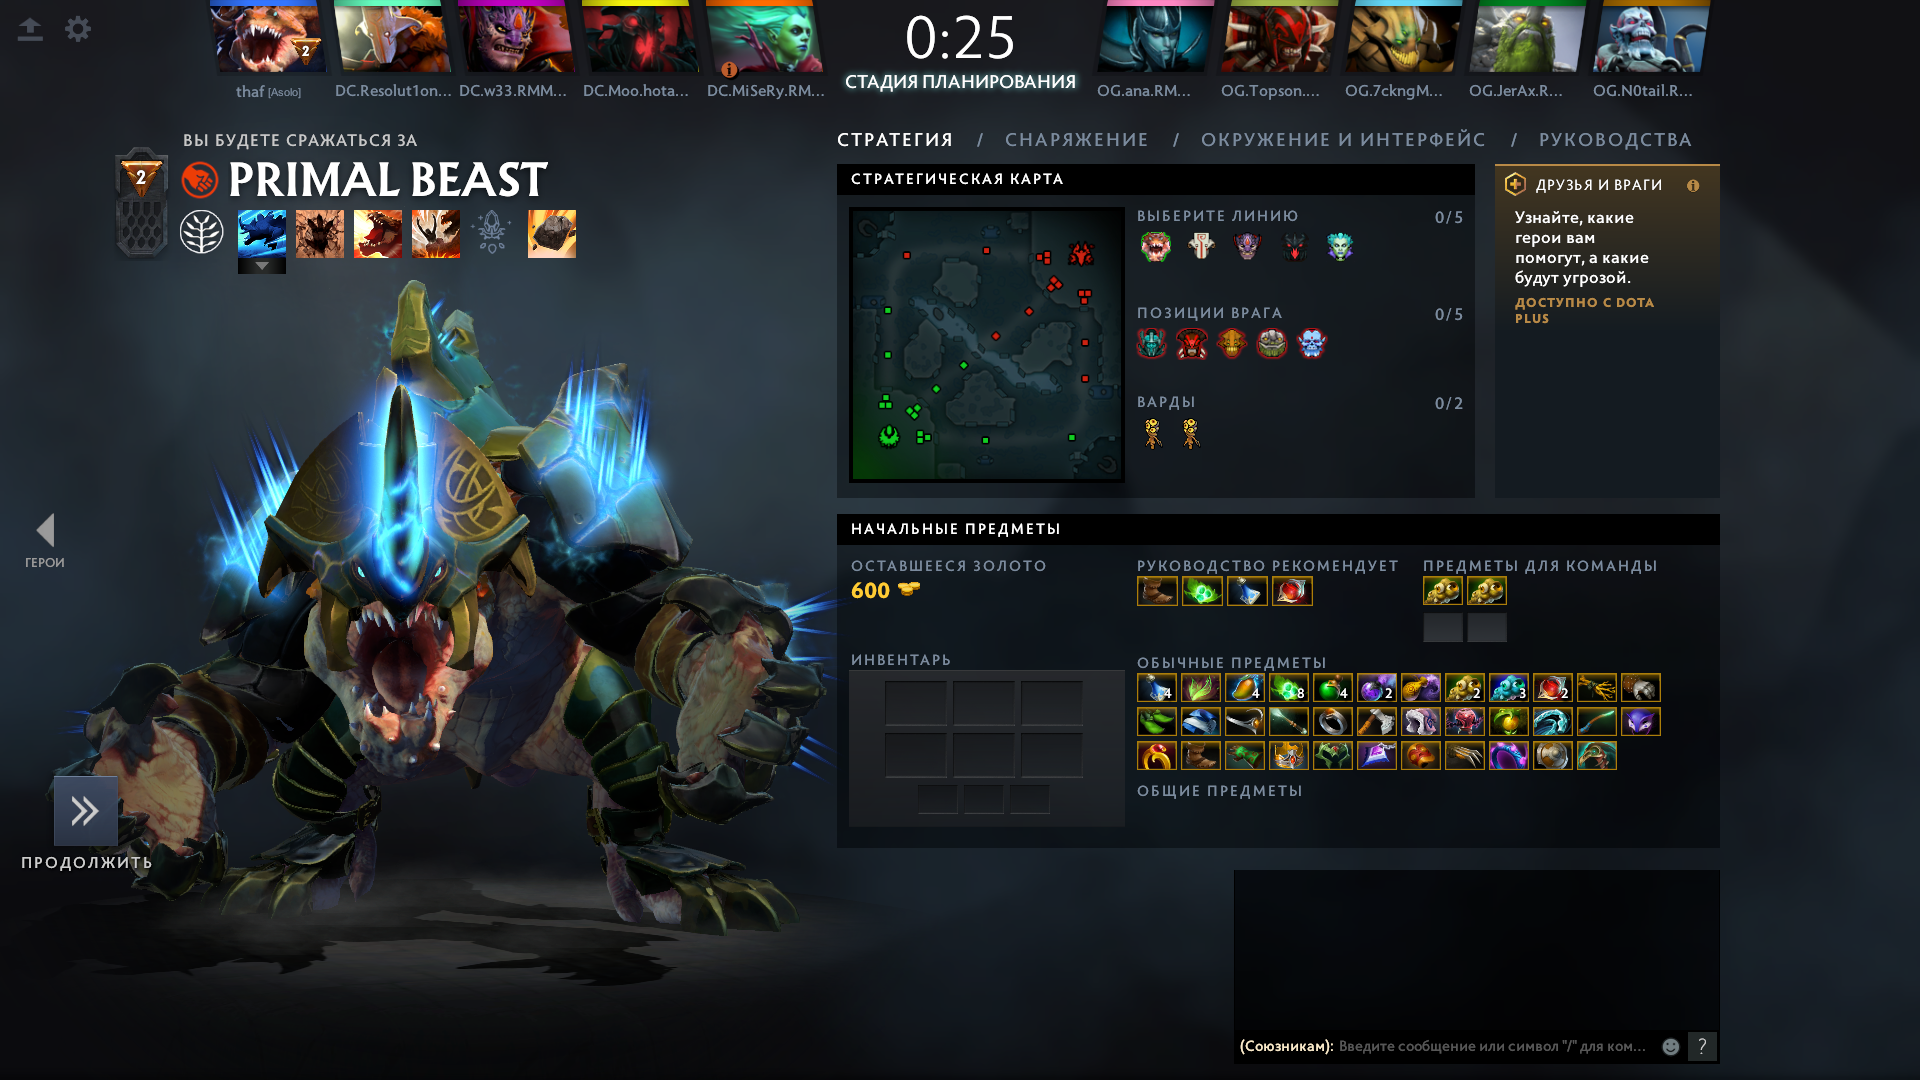 2
thaf [Asolo]
DC.Resolut1on...
DC.w33.RMM...
DC.Moo.hota...
DC.MiSeRy.RM...
0:25
СТАДИЯ ПЛАНИРОВАНИЯ
OG.ana.RM...
OG.Topson....
OG.7ckngM...
OG.JerAx.R...
OG.N0tail.R...
ВЫ БУДЕТЕ СРАЖАТЬСЯ ЗА
2
PRIMAL BEAST
СТРАТЕГИЯ / СНАРЯЖЕНИЕ / ОКРУЖЕНИЕ И ИНТЕРФЕЙС / РУКОВОДСТВА
СТРАТЕГИЧЕСКАЯ КАРТА
ВЫБЕРИТЕ ЛИНИЮ 0/5
ПОЗИЦИИ ВРАГА 0/5
ВАРДЫ 0/2
ДРУЗЬЯ И ВРАГИ
Узнайте, какие
герои вам
помогут, а какие
будут угрозой.
ДОСТУПНО С DOTA
PLUS
ГЕРОИ
ПРОДОЛЖИТЬ
НАЧАЛЬНЫЕ ПРЕДМЕТЫ
ОСТАВШЕЕСЯ ЗОЛОТО
600
ИНВЕНТАРЬ
РУКОВОДСТВО РЕКОМЕНДУЕТ
ПРЕДМЕТЫ ДЛЯ КОМАНДЫ
ОБЫЧНЫЕ ПРЕДМЕТЫ
4 4 8 4 2 2 3 2
ОБЩИЕ ПРЕДМЕТЫ
(Союзникам): Введите сообщение или символ "/" для ком...
?